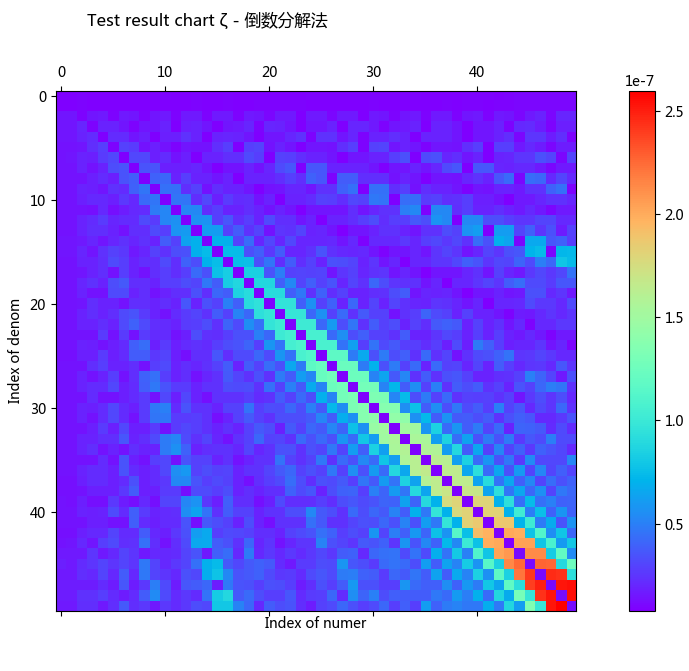 Test result chart ζ - 倒数分解法
0 10 20 30 40
1e-7
0
10
20
30
40
2.5
2.0
1.5
1.0
0.5
Index of denom
Index of numer